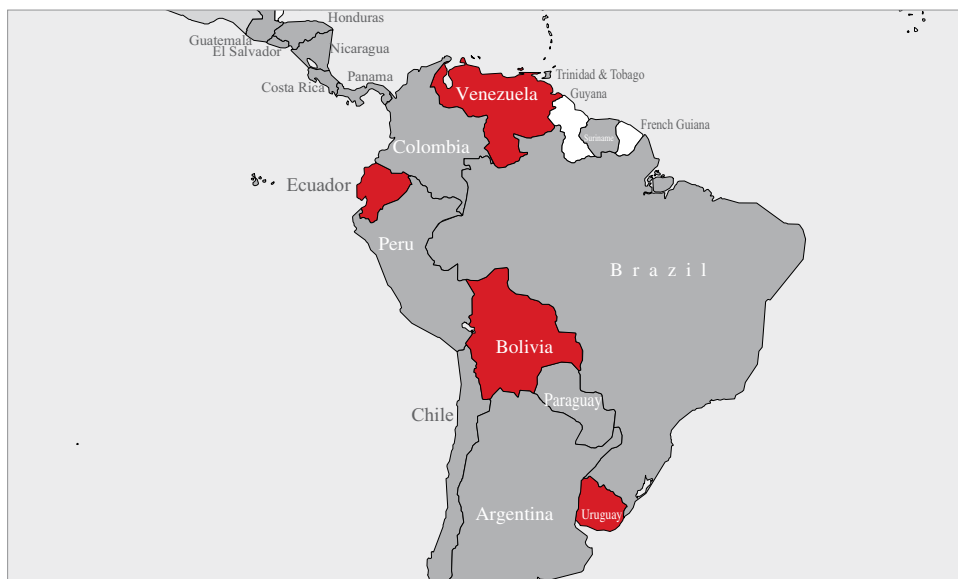 Honduras
Guatemala
El Salvador
Nicaragua
Costa Rica
Panama
Trinidad & Tobago
Venezuela
Guyana
French Guiana
Suriname
Colombia
Ecuador
Peru
Brazil
Bolivia
Paraguay
Chile
Argentina
Uruguay